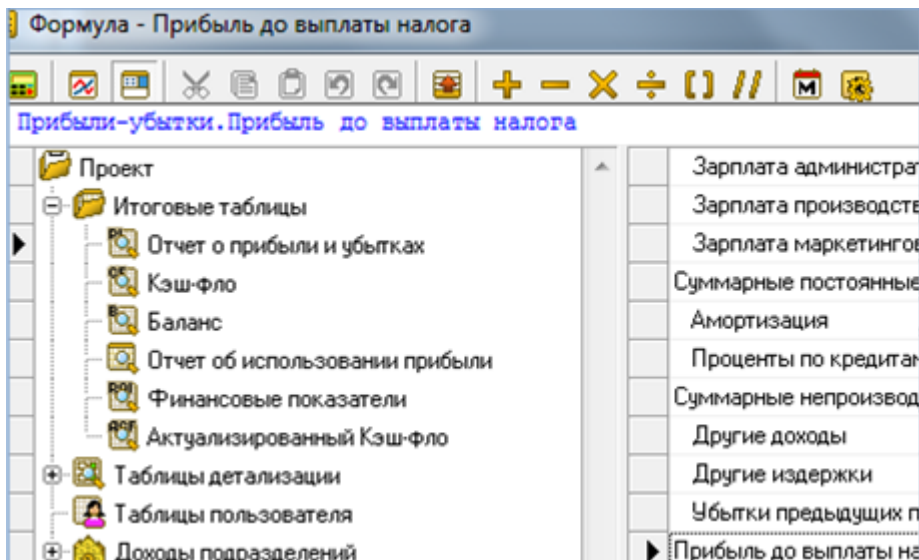 Формула - Прибыль до выплаты налога
Прибыли-убытки.Прибыль до выплаты налога
Проект
Итоговые таблицы
Отчет о прибыли и убытках
Кэш-фло
Баланс
Отчет об использовании прибыли
Финансовые показатели
Актуализированный Кэш-фло
Таблицы детализации
Таблицы пользователя
Доходы подразделений
Зарплата администрат
Зарплата производств
Зарплата маркетингов
Суммарные постоянные
Амортизация
Проценты по кредитам
Суммарные непроизвод
Другие доходы
Другие издержки
Убытки предыдущих п
Прибыль до выплаты на